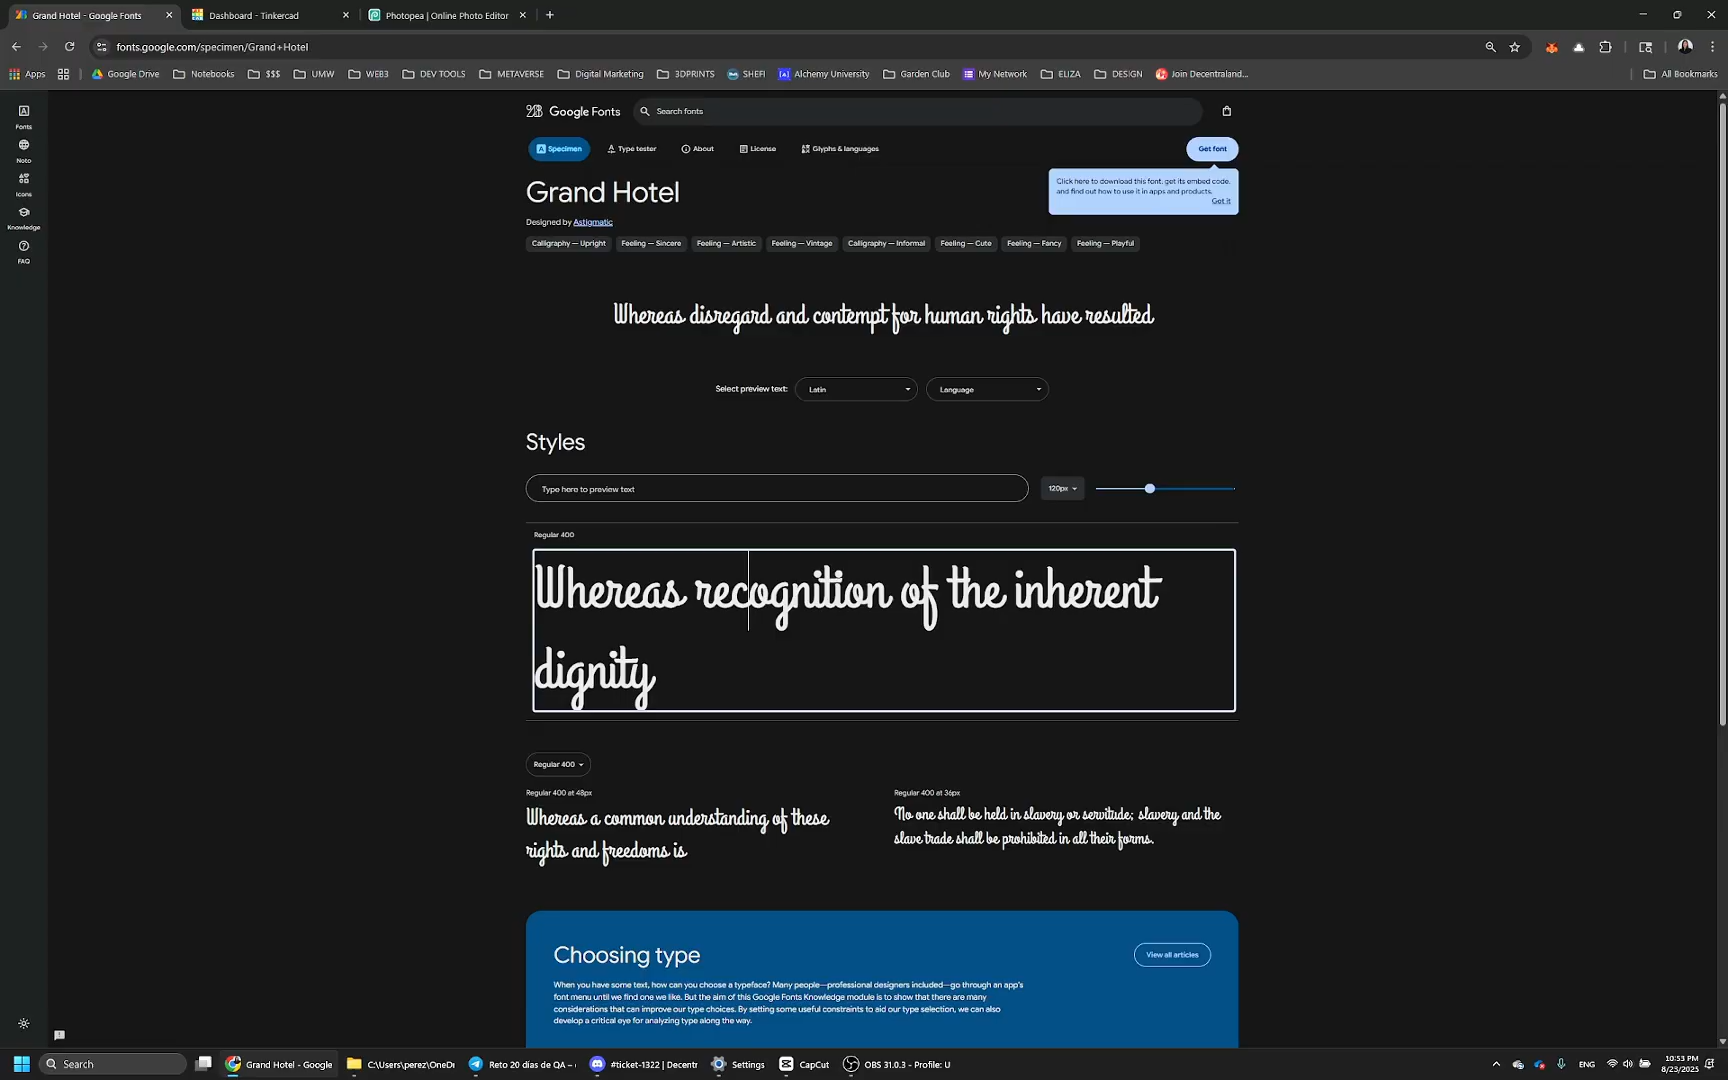 Grand Hotel - Google Fonts
Dashboard - Tinkercad
Photopea | Online Photo Editor
fonts.google.com/specimen/Grand+Hotel
Apps
Google Drive
Notebooks
$$$
UMW
WEB3
DEV TOOLS
METAVERSE
Digital Marketing
3DPRINTS
SHEFI
Alchemy University
Garden Club
My Network
ELIZA
DESIGN
Join Decentraland...
All Bookmarks
Fonts
Noto
Icons
Knowledge
FAQ
Google Fonts
Search fonts
Specimen
Type tester
About
License
Glyphs & languages
Get font
Click here to download this font, get its embed code,
and find out how to use it in apps and products.
Got it
Grand Hotel
Designed by Astigmatic
Calligraphy — Upright
Feeling — Sincere
Feeling — Artistic
Feeling — Vintage
Calligraphy — Informal
Feeling — Cute
Feeling — Fancy
Feeling — Playful
Whereas disregard and contempt for human rights have resulted
Select preview text:
Latin
Language
Styles
Type here to preview text
120px
Regular 400
Whereas recognition of the inherent
dignity
Regular 400
Regular 400 at 48px
Whereas a common understanding of these
rights and freedoms is
Regular 400 at 36px
No one shall be held in slavery or servitude; slavery and the
slave trade shall be prohibited in all their forms.
Choosing type
View all articles
When you have some text, how can you choose a typeface? Many people—professional designers included—go through an app's
font menu until we find one we like. But the aim of this Google Fonts Knowledge module is to show that there are many
considerations that can improve our type choices. By setting some useful constraints to aid our type selection, we can also
develop a critical eye for analyzing type along the way.
Search
Grand Hotel - Google
C:\Users\perez\OneDr
Reto 20 días de QA –
#ticket-1322 | Decentr
Settings
CapCut
OBS 31.0.3 - Profile: U
ENG
10:53 PM
8/23/2025